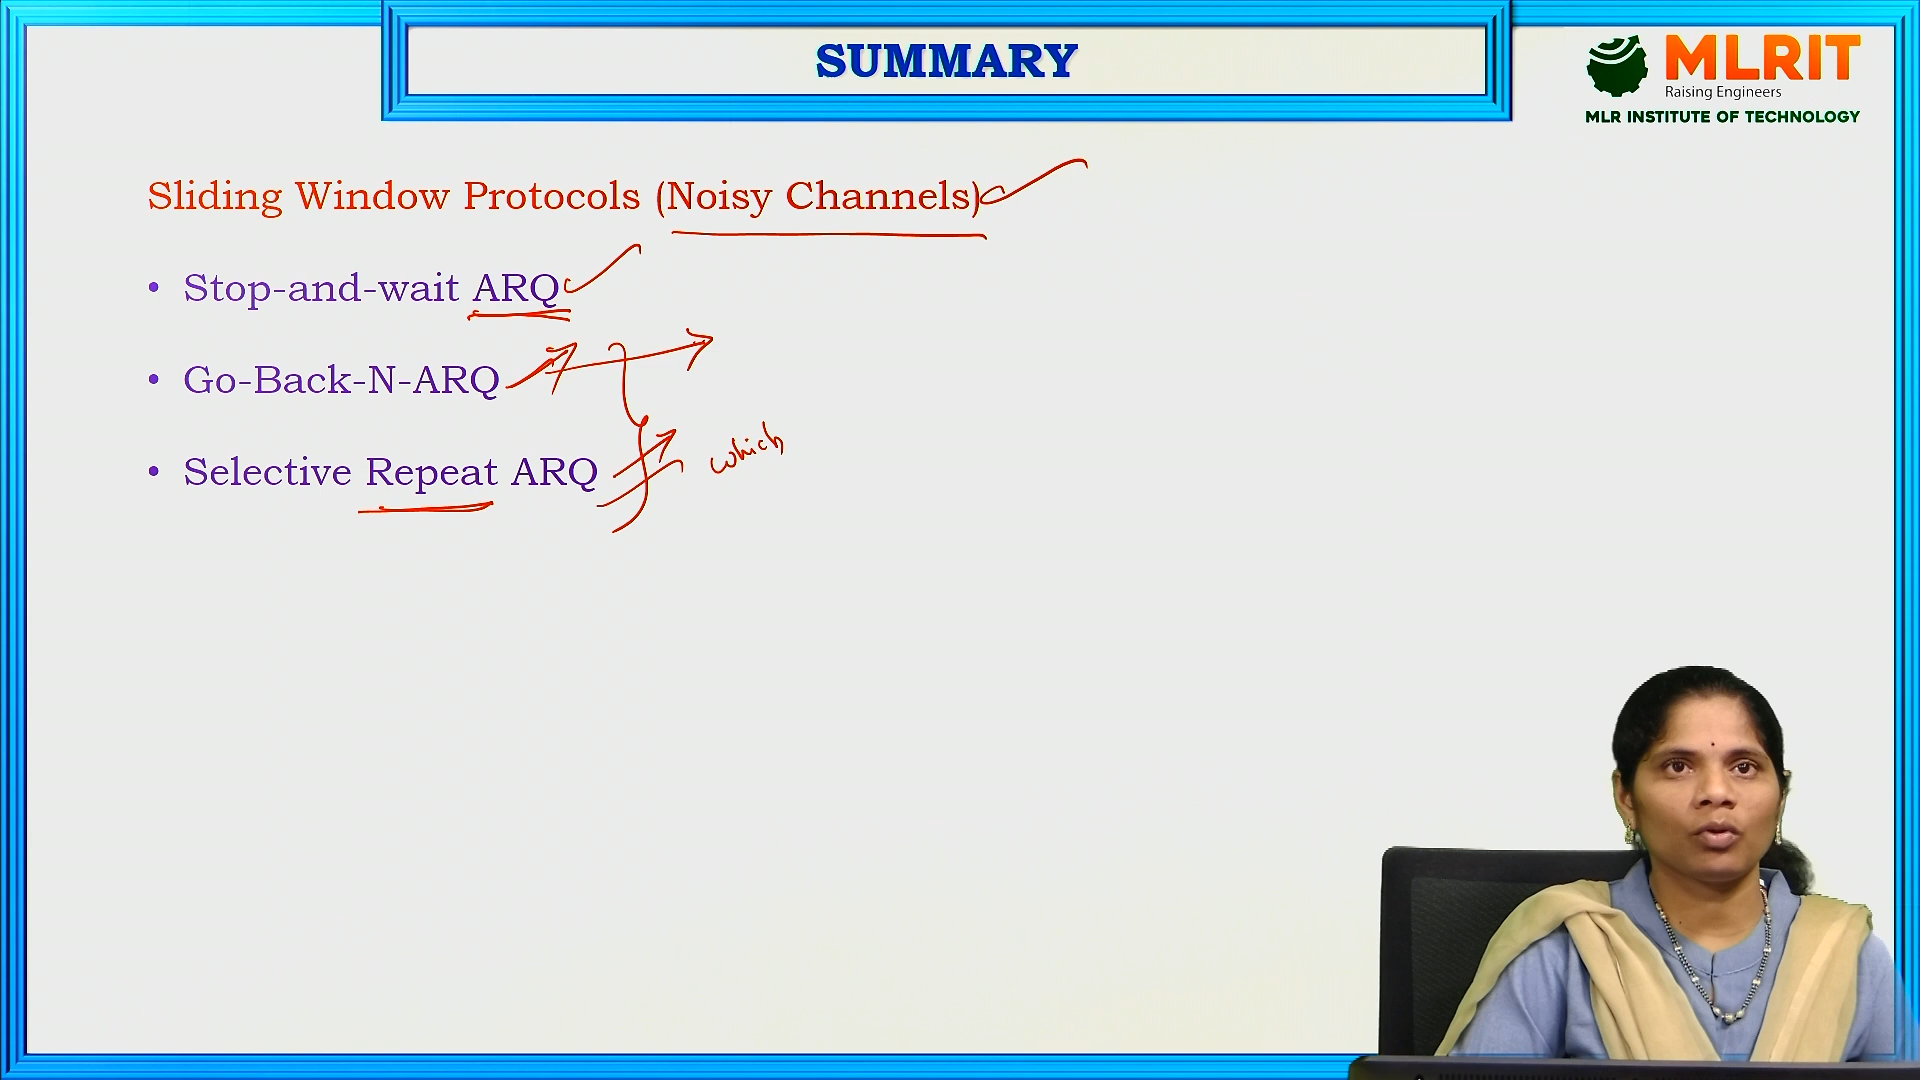 SUMMARY
MLRIT
Raising Engineers
MLR INSTITUTE OF TECHNOLOGY
Sliding Window Protocols (Noisy Channels)
• Stop-and-wait ARQ
• Go-Back-N-ARQ
• Selective Repeat ARQ
which